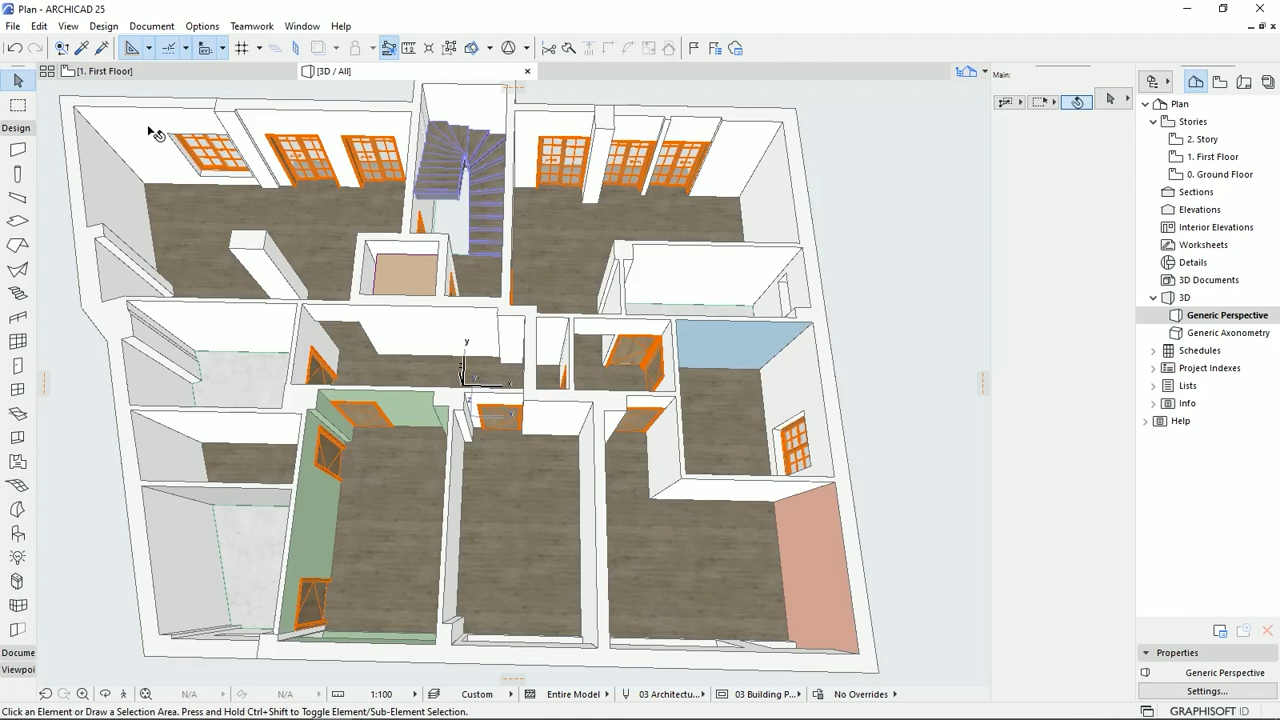 Plan - ARCHICAD 25
File Edit View Design Document Options Teamwork Window Help
[1. First Floor]
[3D / All]
Main:
Design
Docume
Viewpoi
y
x
Plan
Stories
2. Story
1. First Floor
0. Ground Floor
Sections
Elevations
Interior Elevations
Worksheets
Details
3D Documents
3D
Generic Perspective
Generic Axonometry
Schedules
Project Indexes
Lists
Info
Help
Properties
Generic Perspective
Settings...
N/A N/A 1:100 Custom Entire Model 03 Architectu... 03 Building P... No Overrides
Click an Element or Draw a Selection Area. Press and Hold Ctrl+Shift to Toggle Element/Sub-Element Selection.
GRAPHISOFT ID